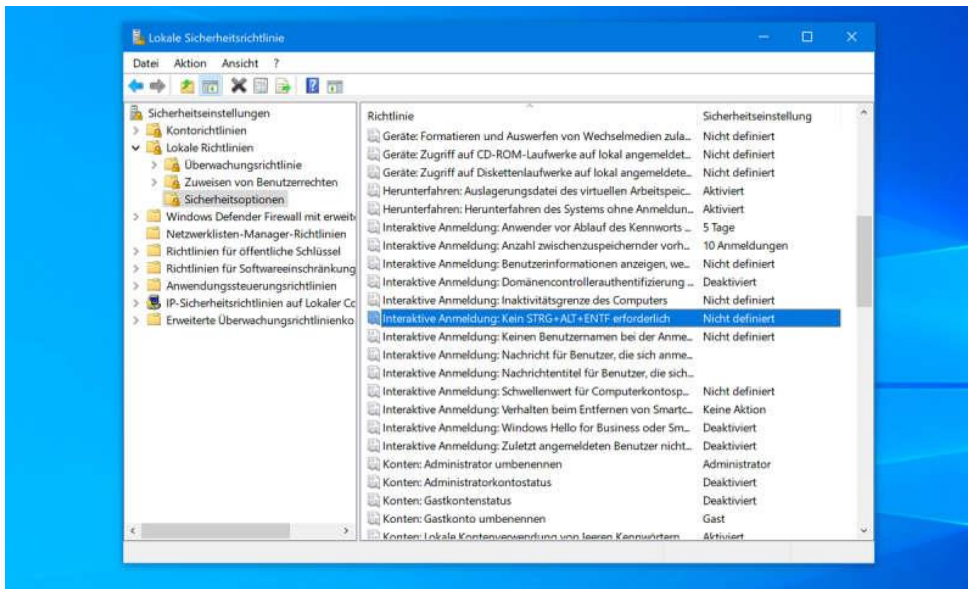 Lokale Sicherheitsrichtlinie
Datei Aktion Ansicht ?
Sicherheitseinstellungen
Kontorichtlinien
Lokale Richtlinien
Überwachungsrichtlinie
Zuweisen von Benutzerrechten
Sicherheitsoptionen
Windows Defender Firewall mit erweite
Netzwerklisten-Manager-Richtlinien
Richtlinien für öffentliche Schlüssel
Richtlinien für Softwareeinschränkung
Anwendungssteuerungsrichtlinien
IP-Sicherheitsrichtlinien auf Lokaler Cc
Erweiterte Überwachungsrichtlinienko
Richtlinie Sicherheitseinstellung
Geräte: Formatieren und Auswerfen von Wechselmedien zula... Nicht definiert
Geräte: Zugriff auf CD-ROM-Laufwerke auf lokal angemeldet... Nicht definiert
Geräte: Zugriff auf Diskettenlaufwerke auf lokal angemeldete... Nicht definiert
Herunterfahren: Auslagerungsdatei des virtuellen Arbeitspeic... Aktiviert
Herunterfahren: Herunterfahren des Systems ohne Anmeldun... Aktiviert
Interaktive Anmeldung: Anwender vor Ablauf des Kennworts ... 5 Tage
Interaktive Anmeldung: Anzahl zwischenzuspeichernder vorh... 10 Anmeldungen
Interaktive Anmeldung: Benutzerinformationen anzeigen, we... Nicht definiert
Interaktive Anmeldung: Domänencontrollerauthentifizierung ... Deaktiviert
Interaktive Anmeldung: Inaktivitätsgrenze des Computers Nicht definiert
Interaktive Anmeldung: Kein STRG+ALT+ENTF erforderlich Nicht definiert
Interaktive Anmeldung: Keinen Benutzernamen bei der Anme... Nicht definiert
Interaktive Anmeldung: Nachricht für Benutzer, die sich anme...
Interaktive Anmeldung: Nachrichtentitel für Benutzer, die sich...
Interaktive Anmeldung: Schwellenwert für Computerkontosp... Nicht definiert
Interaktive Anmeldung: Verhalten beim Entfernen von Smartc... Keine Aktion
Interaktive Anmeldung: Windows Hello for Business oder Sm... Deaktiviert
Interaktive Anmeldung: Zuletzt angemeldeten Benutzer nicht... Deaktiviert
Konten: Administrator umbenennen Administrator
Konten: Administratorkontostatus Deaktiviert
Konten: Gastkontenstatus Deaktiviert
Konten: Gastkonto umbenennen Gast
Konten: Lokale Kontenverwendung von leeren Kennwörtern Aktiviert